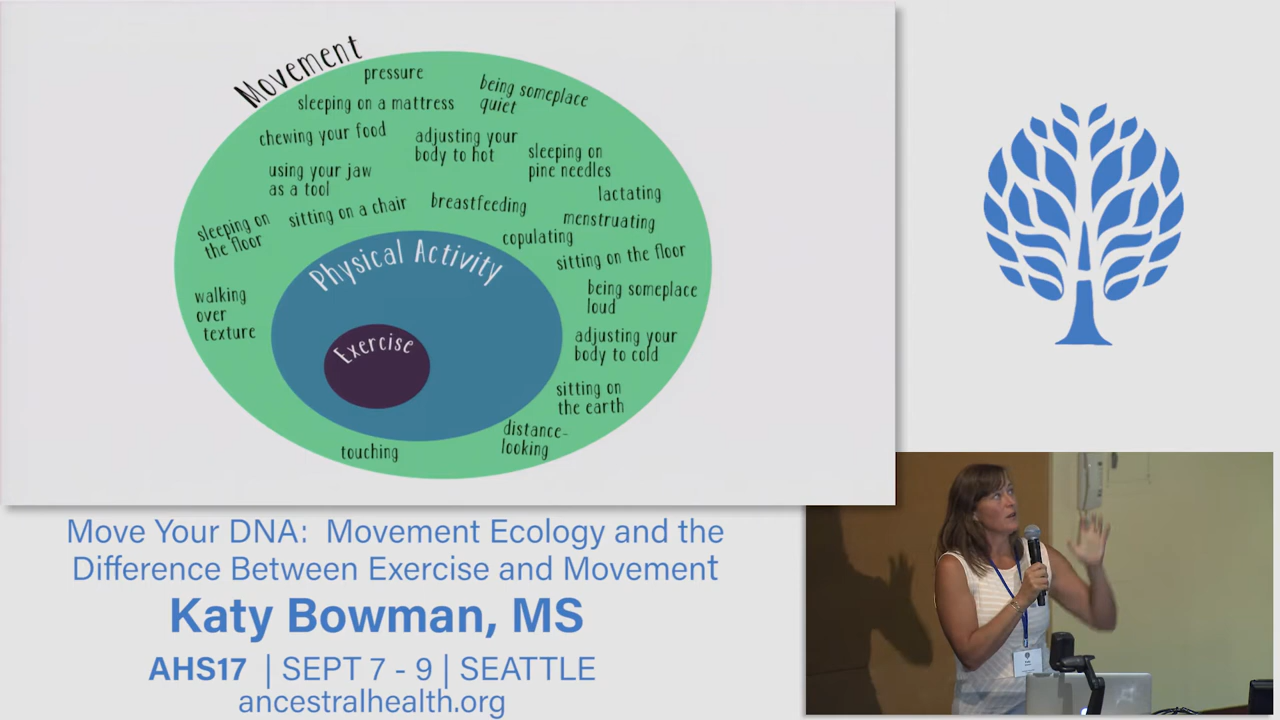 Movement
pressure
being someplace
quiet
sleeping on a mattress
chewing your food
adjusting your
body to hot
sleeping on
pine needles
using your jaw
as a tool
lactating
sleeping on
the floor
sitting on a chair
breastfeeding
menstruating
copulating
sitting on the floor
Physical Activity
being someplace
loud
walking
over
texture
adjusting your
body to cold
Exercise
sitting on
the earth
distance-
looking
touching
Move Your DNA: Movement Ecology and the
Difference Between Exercise and Movement
Katy Bowman, MS
AHS17 | SEPT 7 - 9 | SEATTLE
ancestralhealth.org